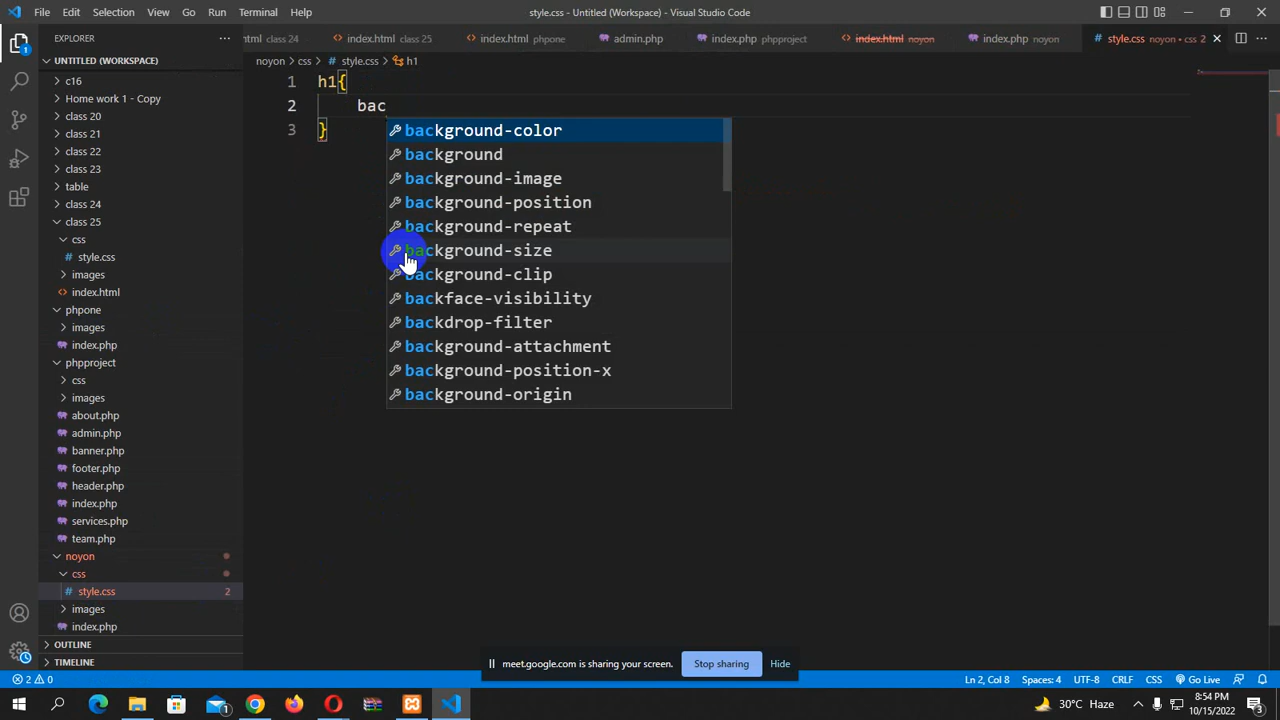 File Edit Selection View Go Run Terminal Help
style.css - Untitled (Workspace) - Visual Studio Code
EXPLORER
html class 24
index.html class 25
index.html phpone
admin.php
index.php phpproject
index.html noyon
index.php noyon
style.css noyon • css 2
UNTITLED (WORKSPACE)
noyon > css > # style.css > h1
c16
Home work 1 - Copy
class 20
class 21
class 22
class 23
table
class 24
class 25
css
# style.css
images
index.html
phpone
images
index.php
phpproject
css
images
about.php
admin.php
banner.php
footer.php
header.php
index.php
services.php
team.php
noyon
css
# style.css 2
images
index.php
OUTLINE
TIMELINE
1 h1{
2 bac
3 }
background-color
background
background-image
background-position
background-repeat
background-size
background-clip
backface-visibility
backdrop-filter
background-attachment
background-position-x
background-origin
meet.google.com is sharing your screen. Stop sharing Hide
2 0
Ln 2, Col 8 Spaces: 4 UTF-8 CRLF CSS Go Live
30°C Haze
8:54 PM
10/15/2022